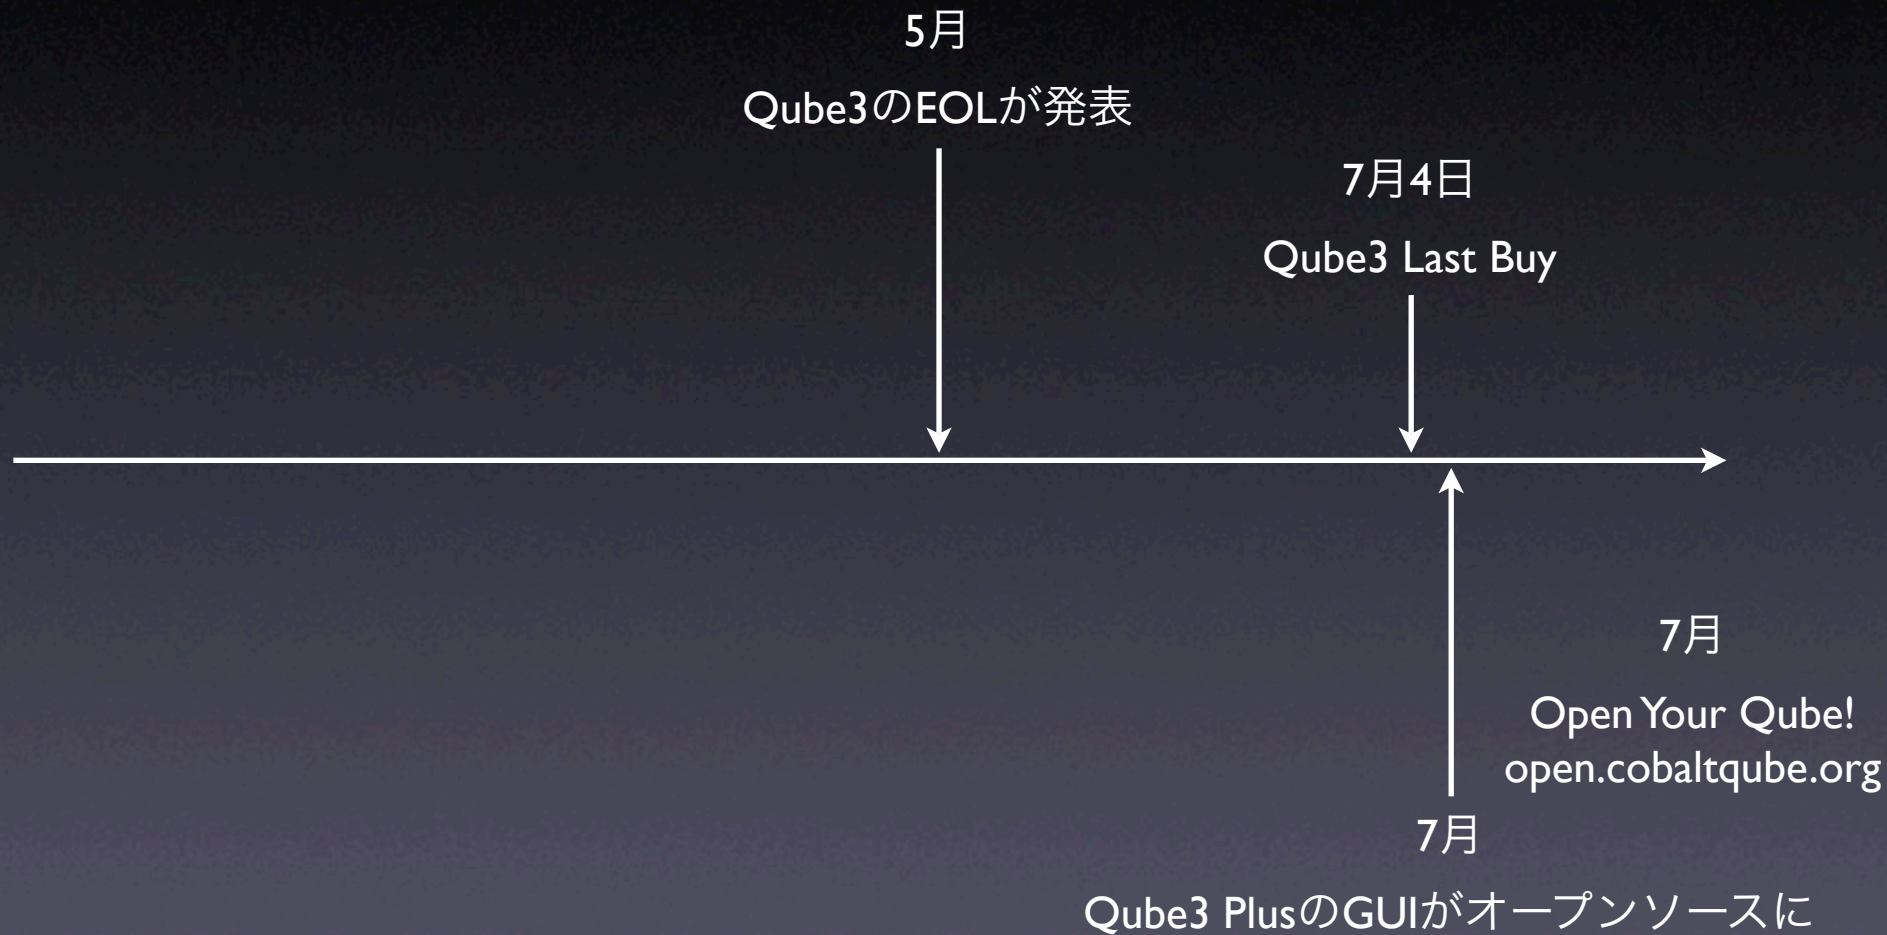 5月
Qube3のEOLが発表
7月4日
Qube3 Last Buy
7月
Open Your Qube!
open.cobaltqube.org
7月
Qube3 PlusのGUIがオープンソースに